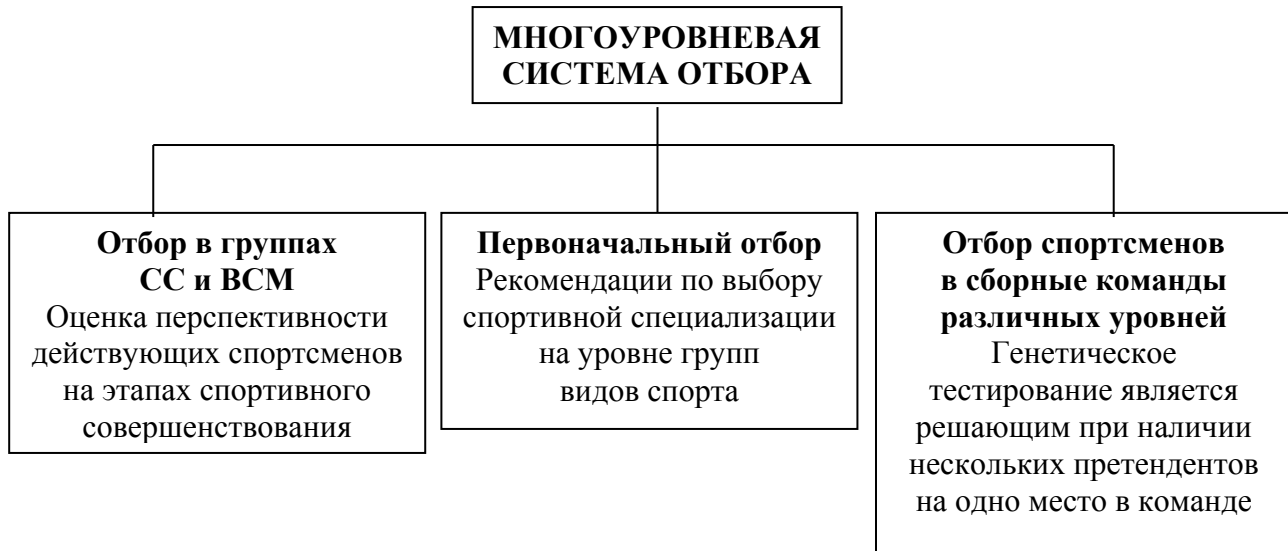 МНОГОУРОВНЕВАЯ
СИСТЕМА ОТБОРА
Отбор в группах
СС и ВСМ
Оценка перспективности
действующих спортсменов
на этапах спортивного
совершенствования
Первоначальный отбор
Рекомендации по выбору
спортивной специализации
на уровне групп
видов спорта
Отбор спортсменов
в сборные команды
различных уровней
Генетическое
тестирование является
решающим при наличии
нескольких претендентов
на одно место в команде